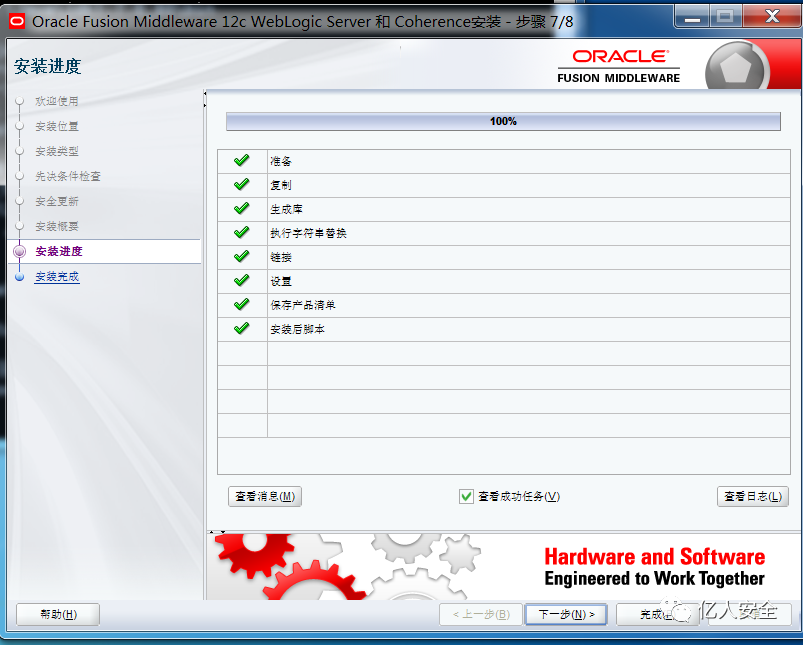 Oracle Fusion Middleware 12c WebLogic Server 和 Coherence安装 - 步骤 7/8
安装进度
ORACLE
FUSION MIDDLEWARE
欢迎使用
安装位置
安装类型
先决条件检查
安全更新
安装概要
安装进度
安装完成
100%
准备
复制
生成库
执行字符串替换
链接
设置
保存产品清单
安装后脚本
查看消息(M)
查看成功任务(V)
查看日志(L)
Hardware and Software
Engineered to Work Together
帮助(H)
< 上一步(B)
下一步(N) >
完成
亿人安全